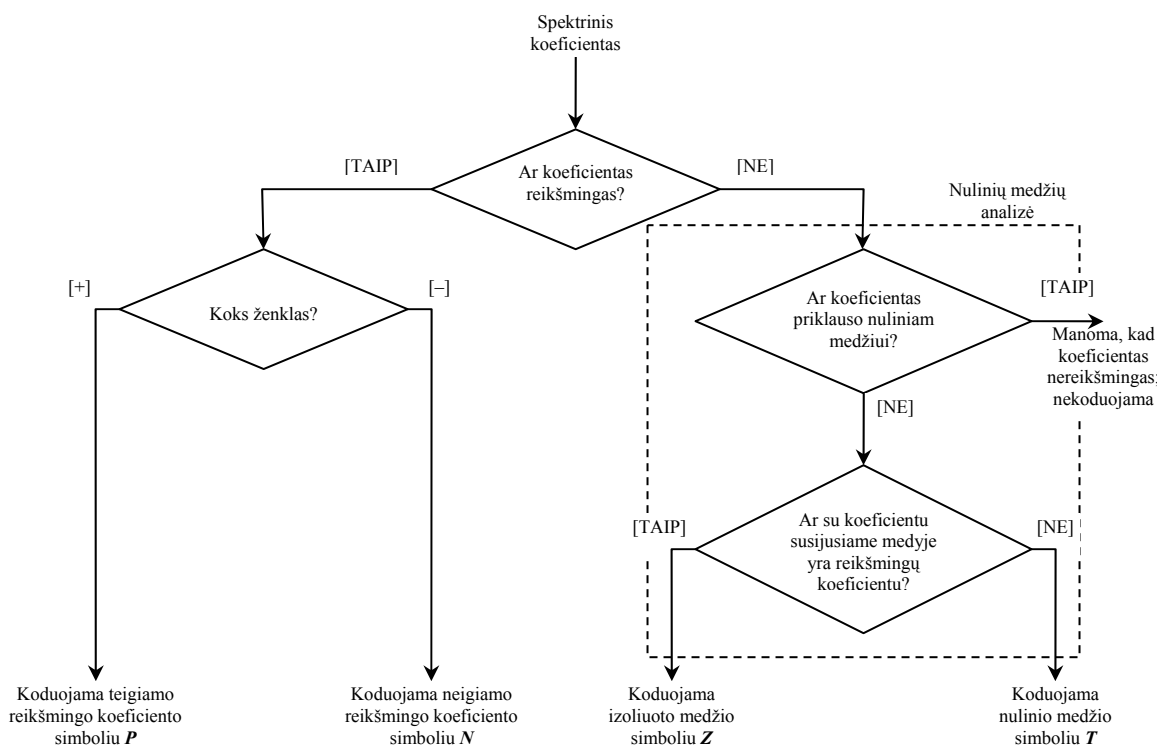 Spektrinis
koeficientas
[TAIP]
Ar koeficientas
reikšmingas?
[NE]
Nulinių medžių
analizė
[+]
Koks ženklas?
[–]
Ar koeficientas
priklauso nuliniam
medžiui?
[TAIP]
Manoma, kad
koeficientas
nereikšmingas;
nekoduojama
[NE]
[TAIP]
Ar su koeficientu
susijusiame medyje
yra reikšmingų
koeficientu?
[NE]
Koduojama teigiamo
reikšmingo koeficiento
simboliu P
Koduojama neigiamo
reikšmingo koeficiento
simboliu N
Koduojama
izoliuoto medžio
simboliu Z
Koduojama
nulinio medžio
simboliu T